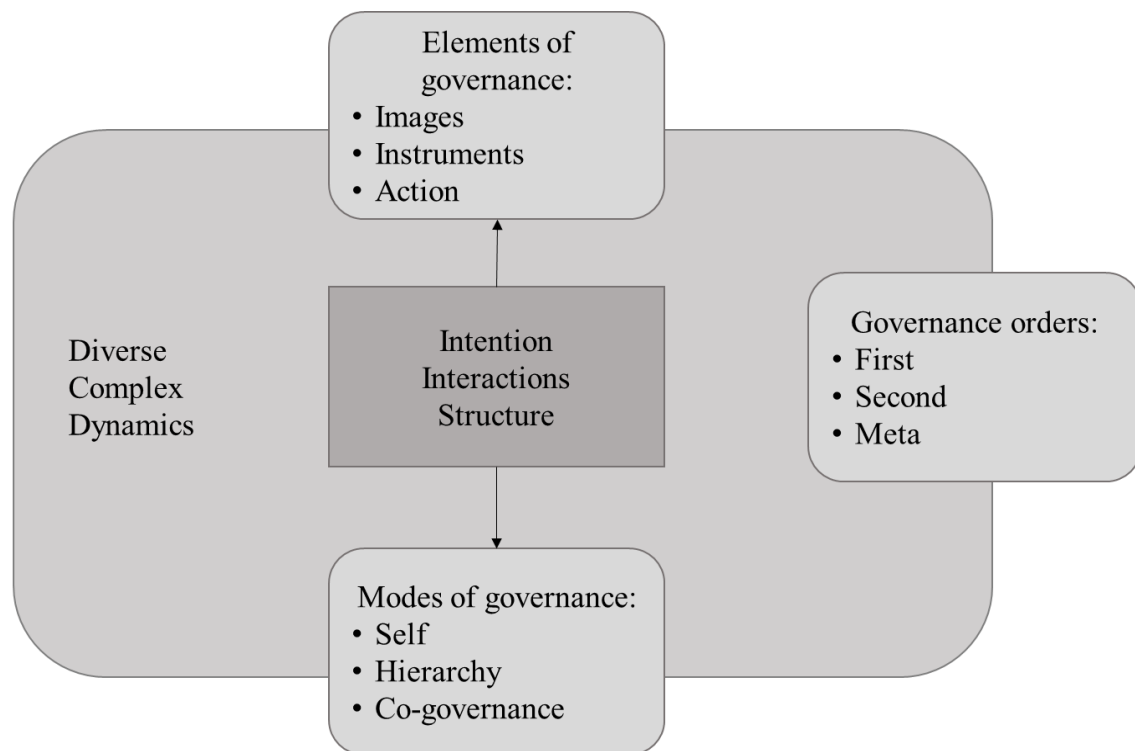 Elements of
governance:
• Images
• Instruments
• Action
Diverse
Complex
Dynamics
Intention
Interactions
Structure
Governance orders:
• First
• Second
• Meta
Modes of governance:
• Self
• Hierarchy
• Co-governance